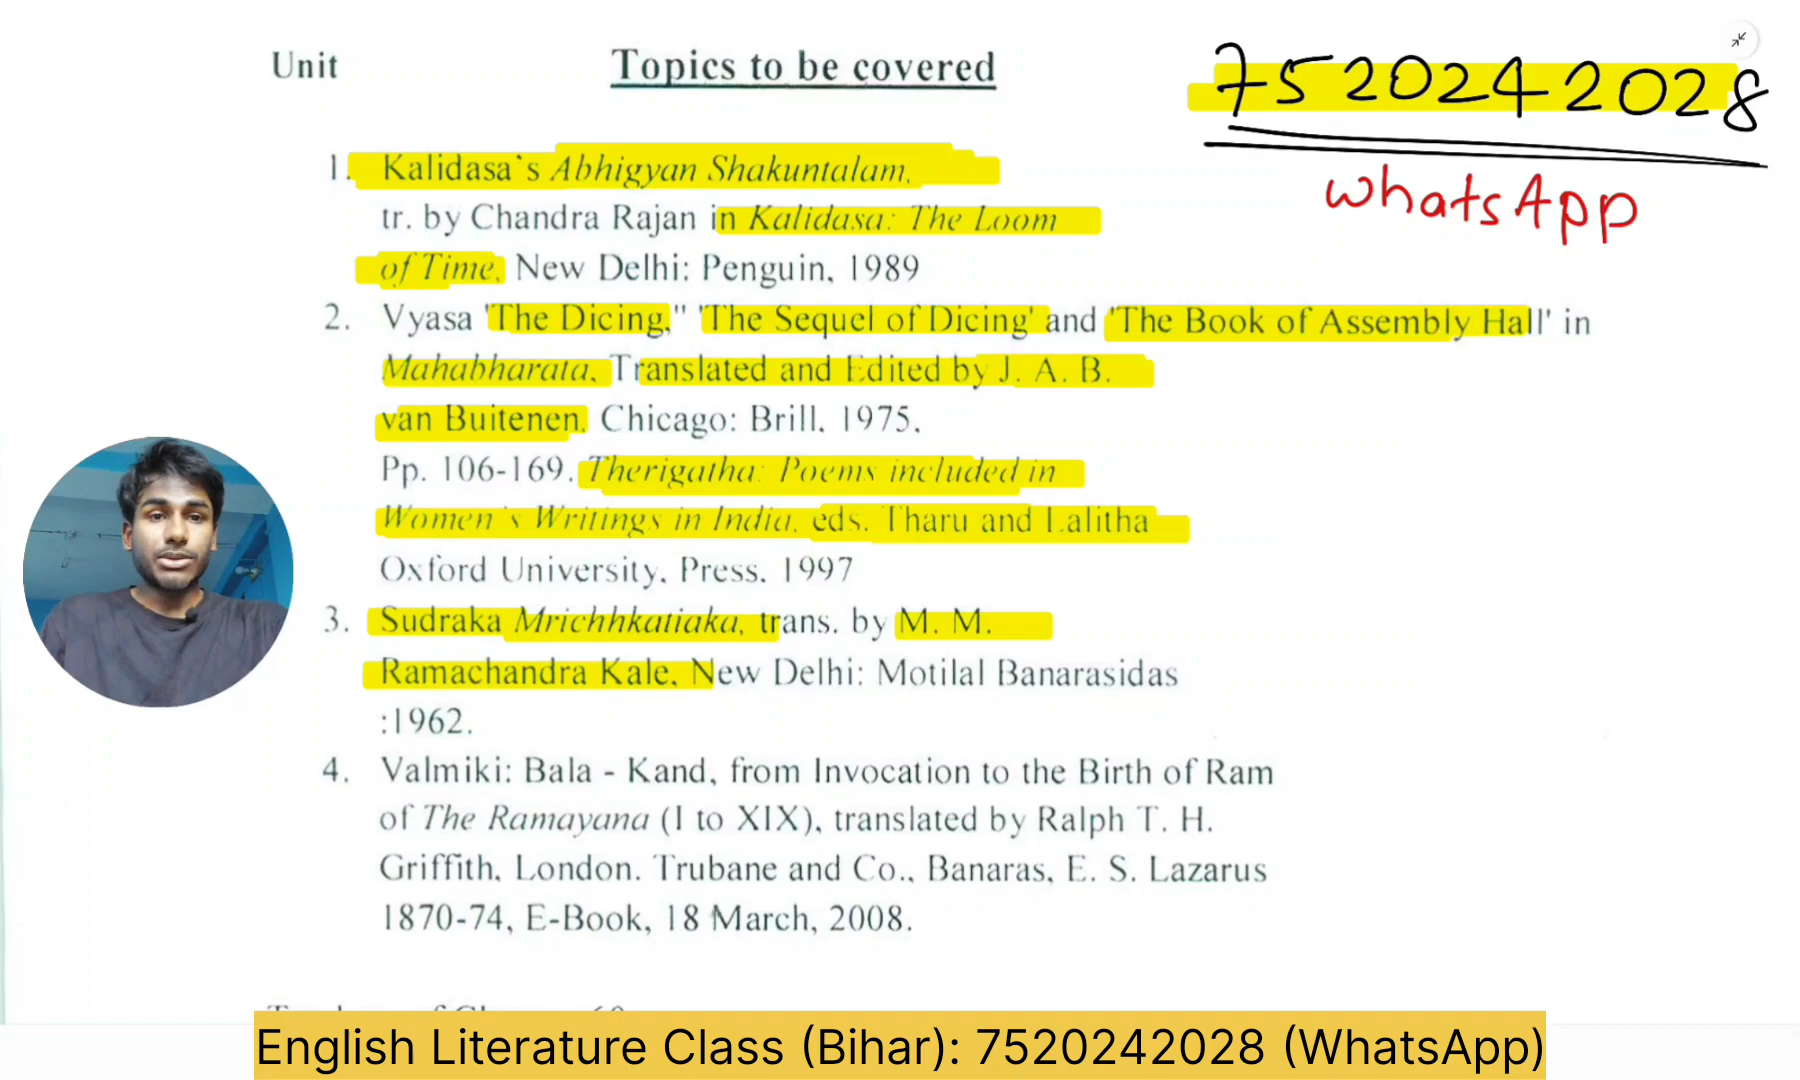 Unit
Topics to be covered
7520242028
whatsApp
1. Kalidasa`s Abhigyan Shakuntalam,
tr. by Chandra Rajan in Kalidasa: The Loom
of Time, New Delhi: Penguin, 1989
2. Vyasa 'The Dicing," 'The Sequel of Dicing' and 'The Book of Assembly Hall' in
Mahabharata, Translated and Edited by J. A. B.
van Buitenen, Chicago: Brill, 1975.
Pp. 106-169. Therigatha: Poems included in
Women's Writings in India, eds. Tharu and Lalitha
Oxford University, Press, 1997
3. Sudraka Mrichhkatiaka, trans. by M. M.
Ramachandra Kale, New Delhi: Motilal Banarasidas
:1962.
4. Valmiki: Bala - Kand, from Invocation to the Birth of Ram
of The Ramayana (I to XIX), translated by Ralph T. H.
Griffith, London. Trubane and Co., Banaras, E. S. Lazarus
1870-74, E-Book, 18 March, 2008.
English Literature Class (Bihar): 7520242028 (WhatsApp)